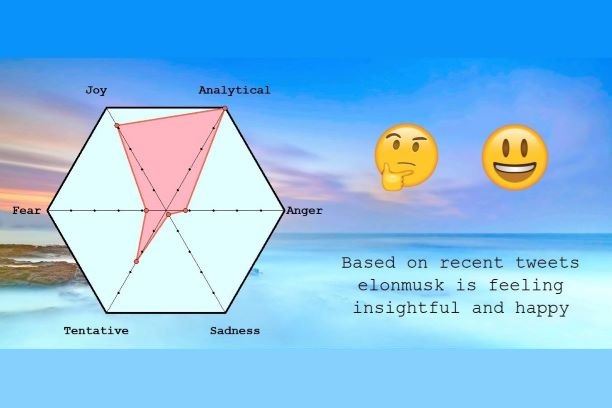 Joy
Analytical
Fear
Anger
Tentative
Sadness
Based on recent tweets
elonmusk is feeling
insightful and happy